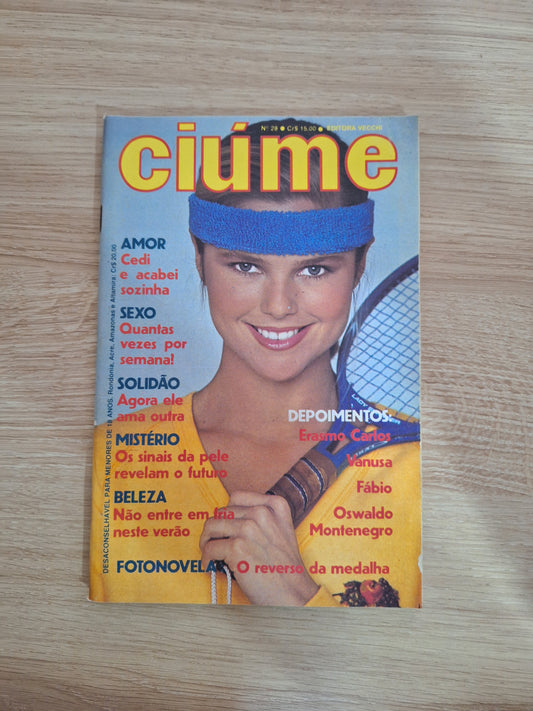 Nº 29 ● Cr$ 15,00 ● EDITORA VECCHI
ciúme
AMOR
Cedi
e acabei
sozinha
SEXO
Quantas
vezes por
semana!
SOLIDÃO
Agora ele
ama outra
MISTÉRIO
Os sinais da pele
revelam o futuro
BELEZA
Não entre em fria
neste verão
DEPOIMENTOS:
Erasmo Carlos
Vanusa
Fábio
Oswaldo
Montenegro
FOTONOVELA: O reverso da medalha
DESACONSELHÁVEL PARA MENORES DE 18 ANOS. Rondônia, Acre, Amazonas e Altamira: Cr$ 20,00
LADY